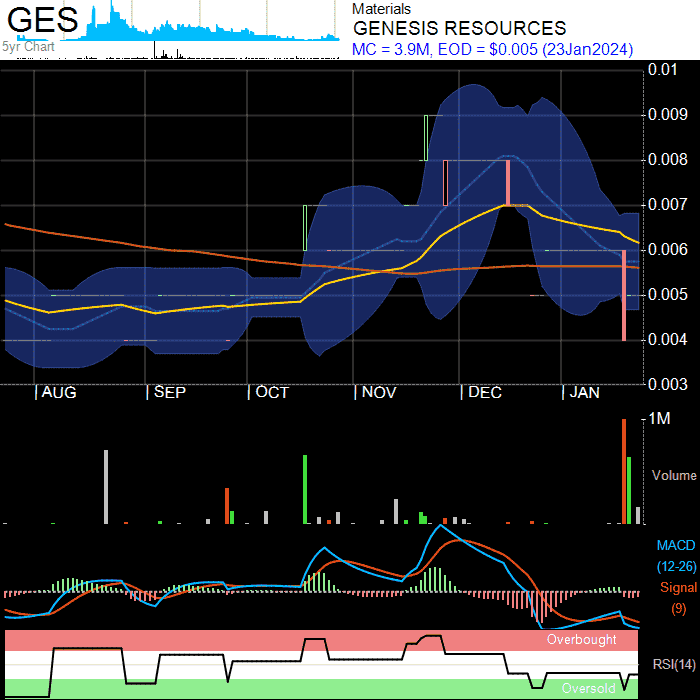 GES
5yr Chart
Materials
GENESIS RESOURCES
MC = 3.9M, EOD = $0.005 (23Jan2024)
0.01
0.009
0.008
0.007
0.006
0.005
0.004
0.003
AUG SEP OCT NOV DEC JAN
1M
Volume
MACD
(12-26)
Signal
(9)
Overbought
RSI(14)
Oversold